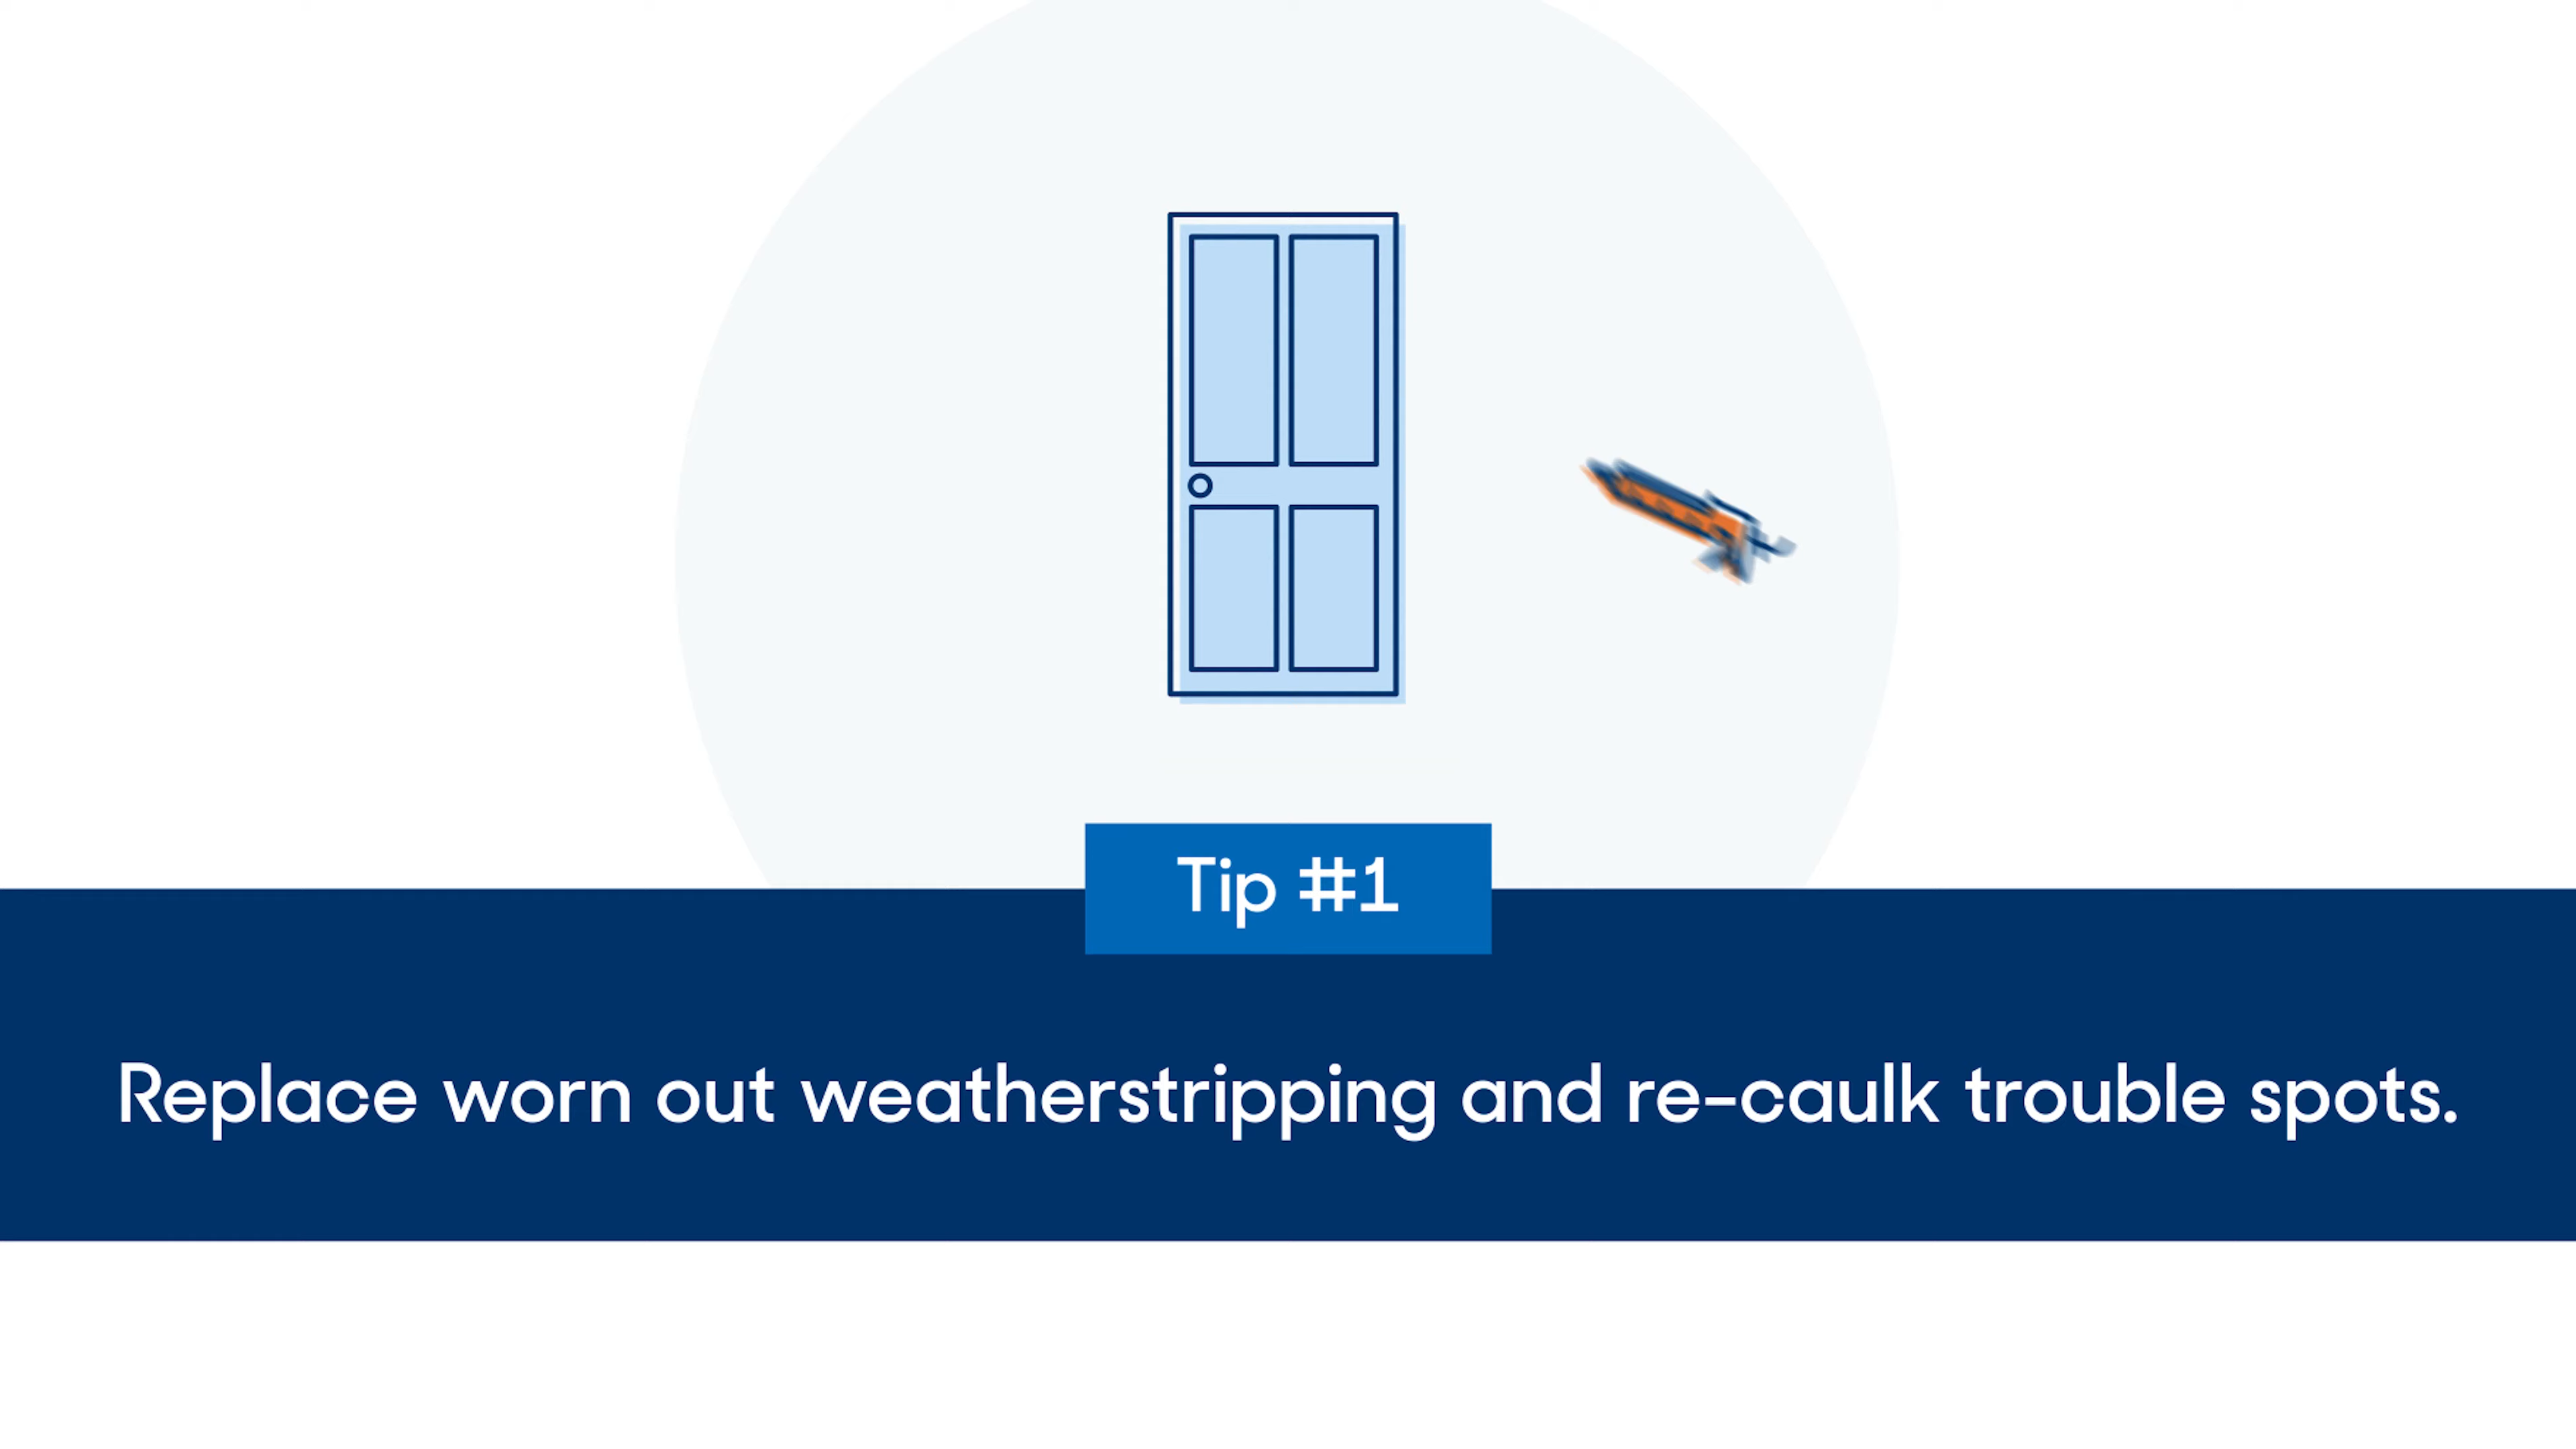 Tip #1
Replace worn out weatherstripping and re-caulk trouble spots.